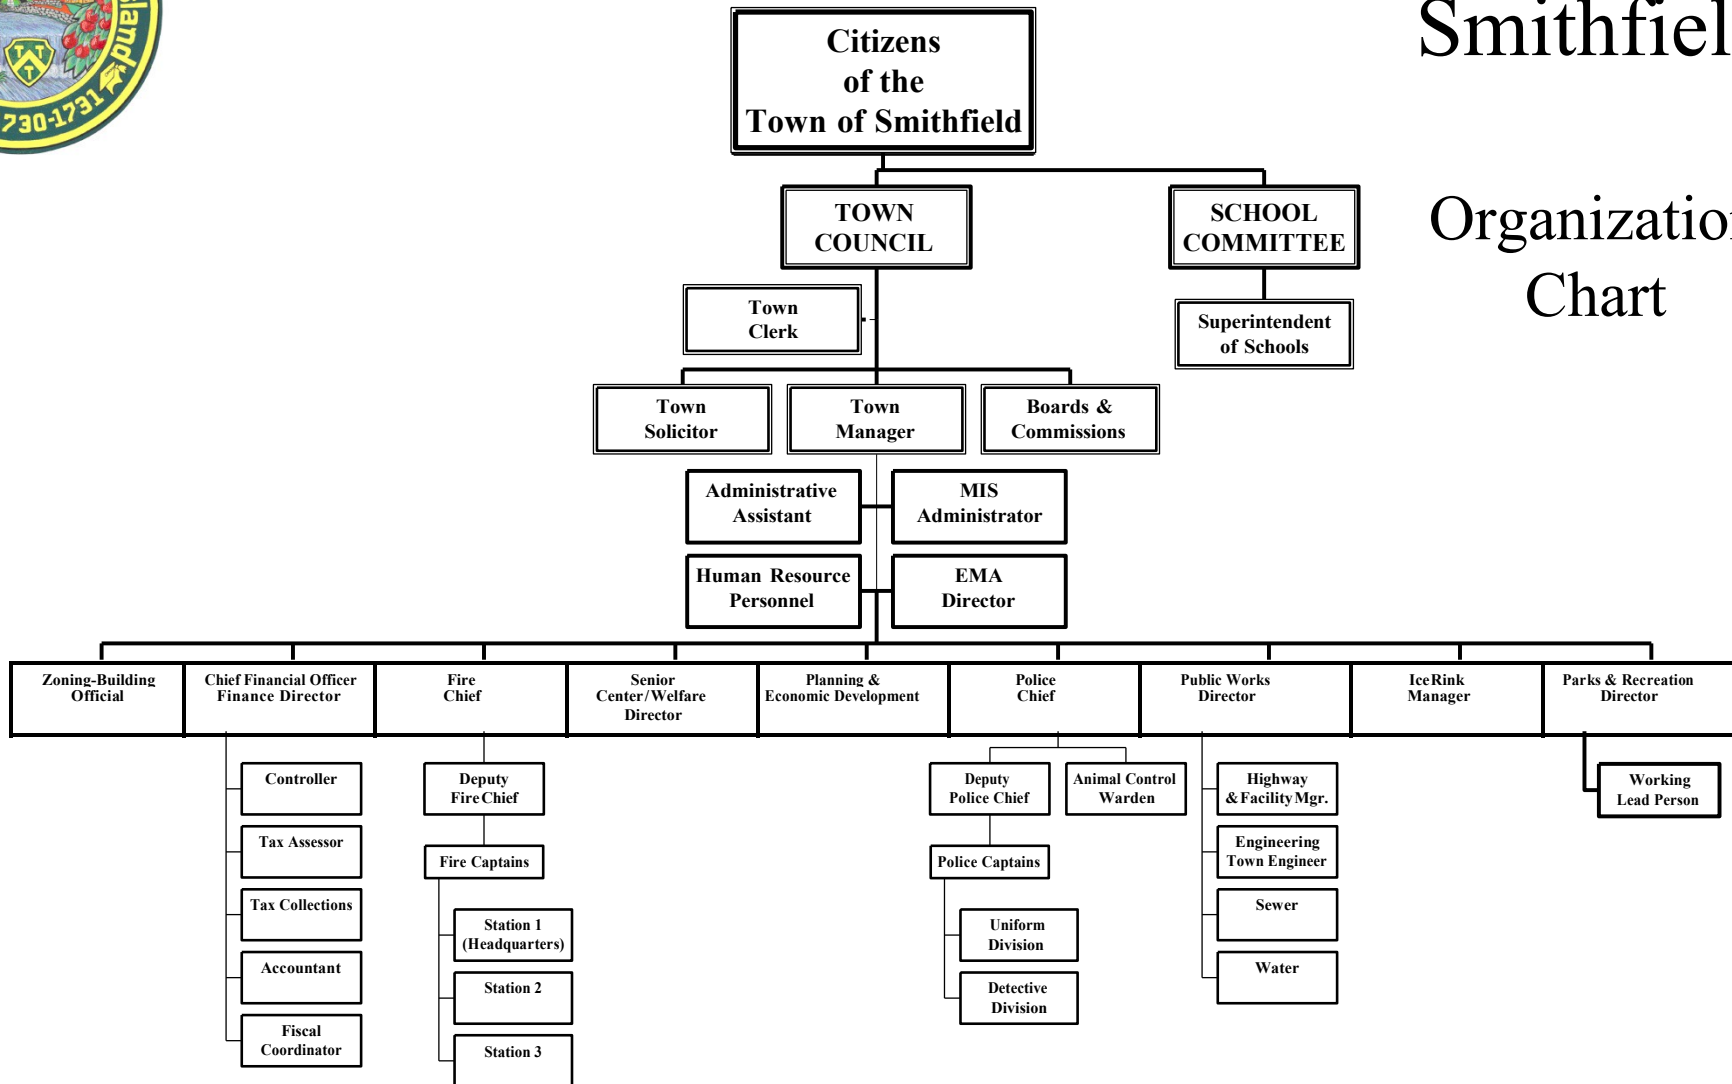 land
730-1731
T T
T
Smithfiel
Organization
Chart
Citizens
of the
Town of Smithfield
TOWN
COUNCIL
SCHOOL
COMMITTEE
Town
Clerk
Superintendent
of Schools
Town
Solicitor
Town
Manager
Boards &
Commissions
Administrative
Assistant
MIS
Administrator
Human Resource
Personnel
EMA
Director
Zoning-Building
Official
Chief Financial Officer
Finance Director
Fire
Chief
Senior
Center/Welfare
Director
Planning &
Economic Development
Police
Chief
Public Works
Director
Ice Rink
Manager
Parks & Recreation
Director
Controller
Tax Assessor
Tax Collections
Accountant
Fiscal
Coordinator
Deputy
Fire Chief
Fire Captains
Station 1
(Headquarters)
Station 2
Station 3
Deputy
Police Chief
Animal Control
Warden
Police Captains
Uniform
Division
Detective
Division
Highway
& Facility Mgr.
Engineering
Town Engineer
Sewer
Water
Working
Lead Person